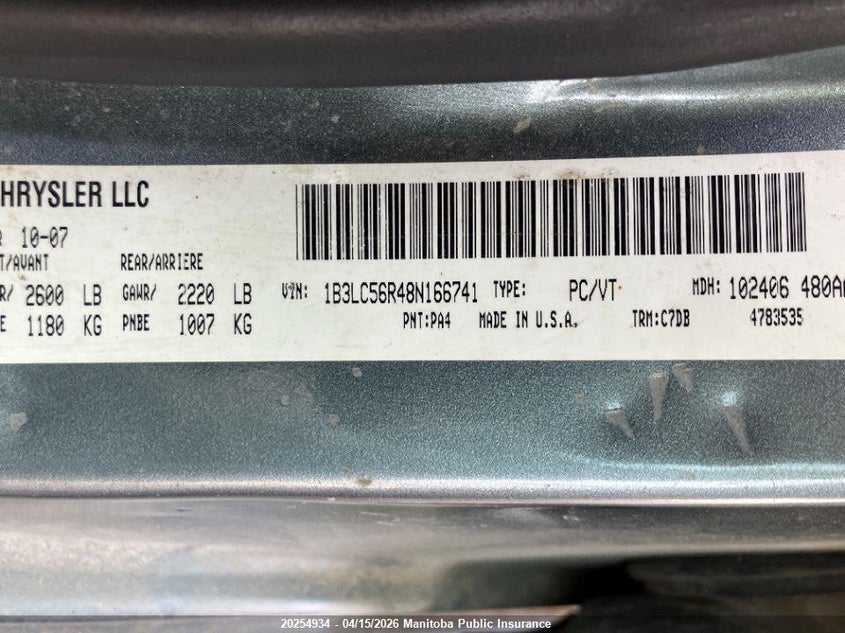 HRYSLER LLC
10-07
T/AVANT REAR/ARRIERE
R/ 2600 LB GAWR/ 2220 LB VIN: 1B3LC56R48N166741 TYPE: PC/VT MDH: 102406 480A
E 1180 KG PNBE 1007 KG PNT:PA4 MADE IN U.S.A. TRM:C7DB 4783535
20254934 - 04/15/2026 Manitoba Public Insurance